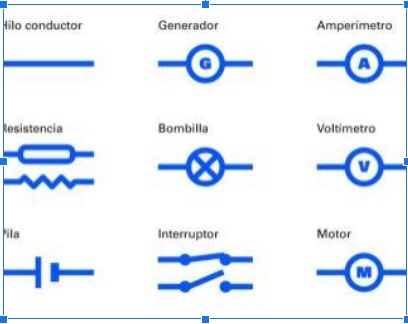 Hilo conductor
Generador
Amperímetro
G
A
Resistencia
Bombilla
Voltímetro
V
Pila
Interruptor
Motor
M